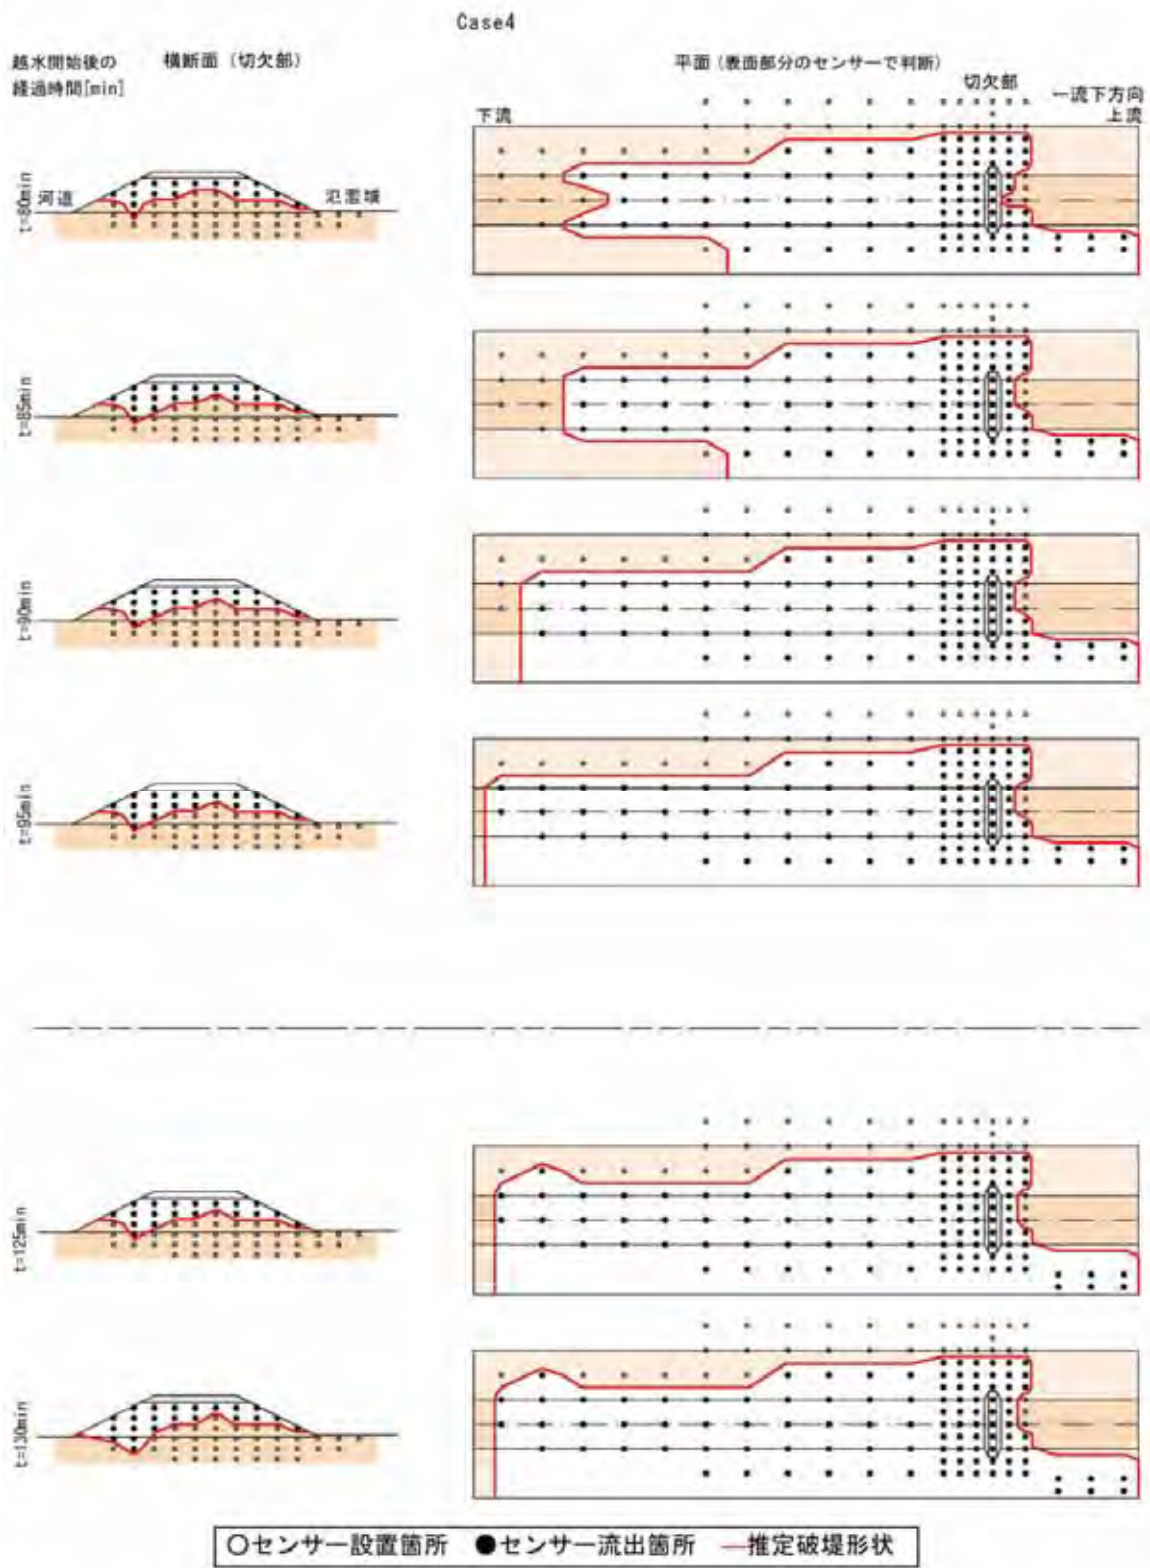 Case4
越水開始後の
経過時間[min]
横断面（切欠部）
平面（表面部分のセンサーで判断）
切欠部
←流下方向
下流
上流
t=80min
河道
氾濫域
t=85min
t=90min
t=95min
t=125min
t=130min
○センサー設置箇所 ●センサー流出箇所 ―推定破堤形状